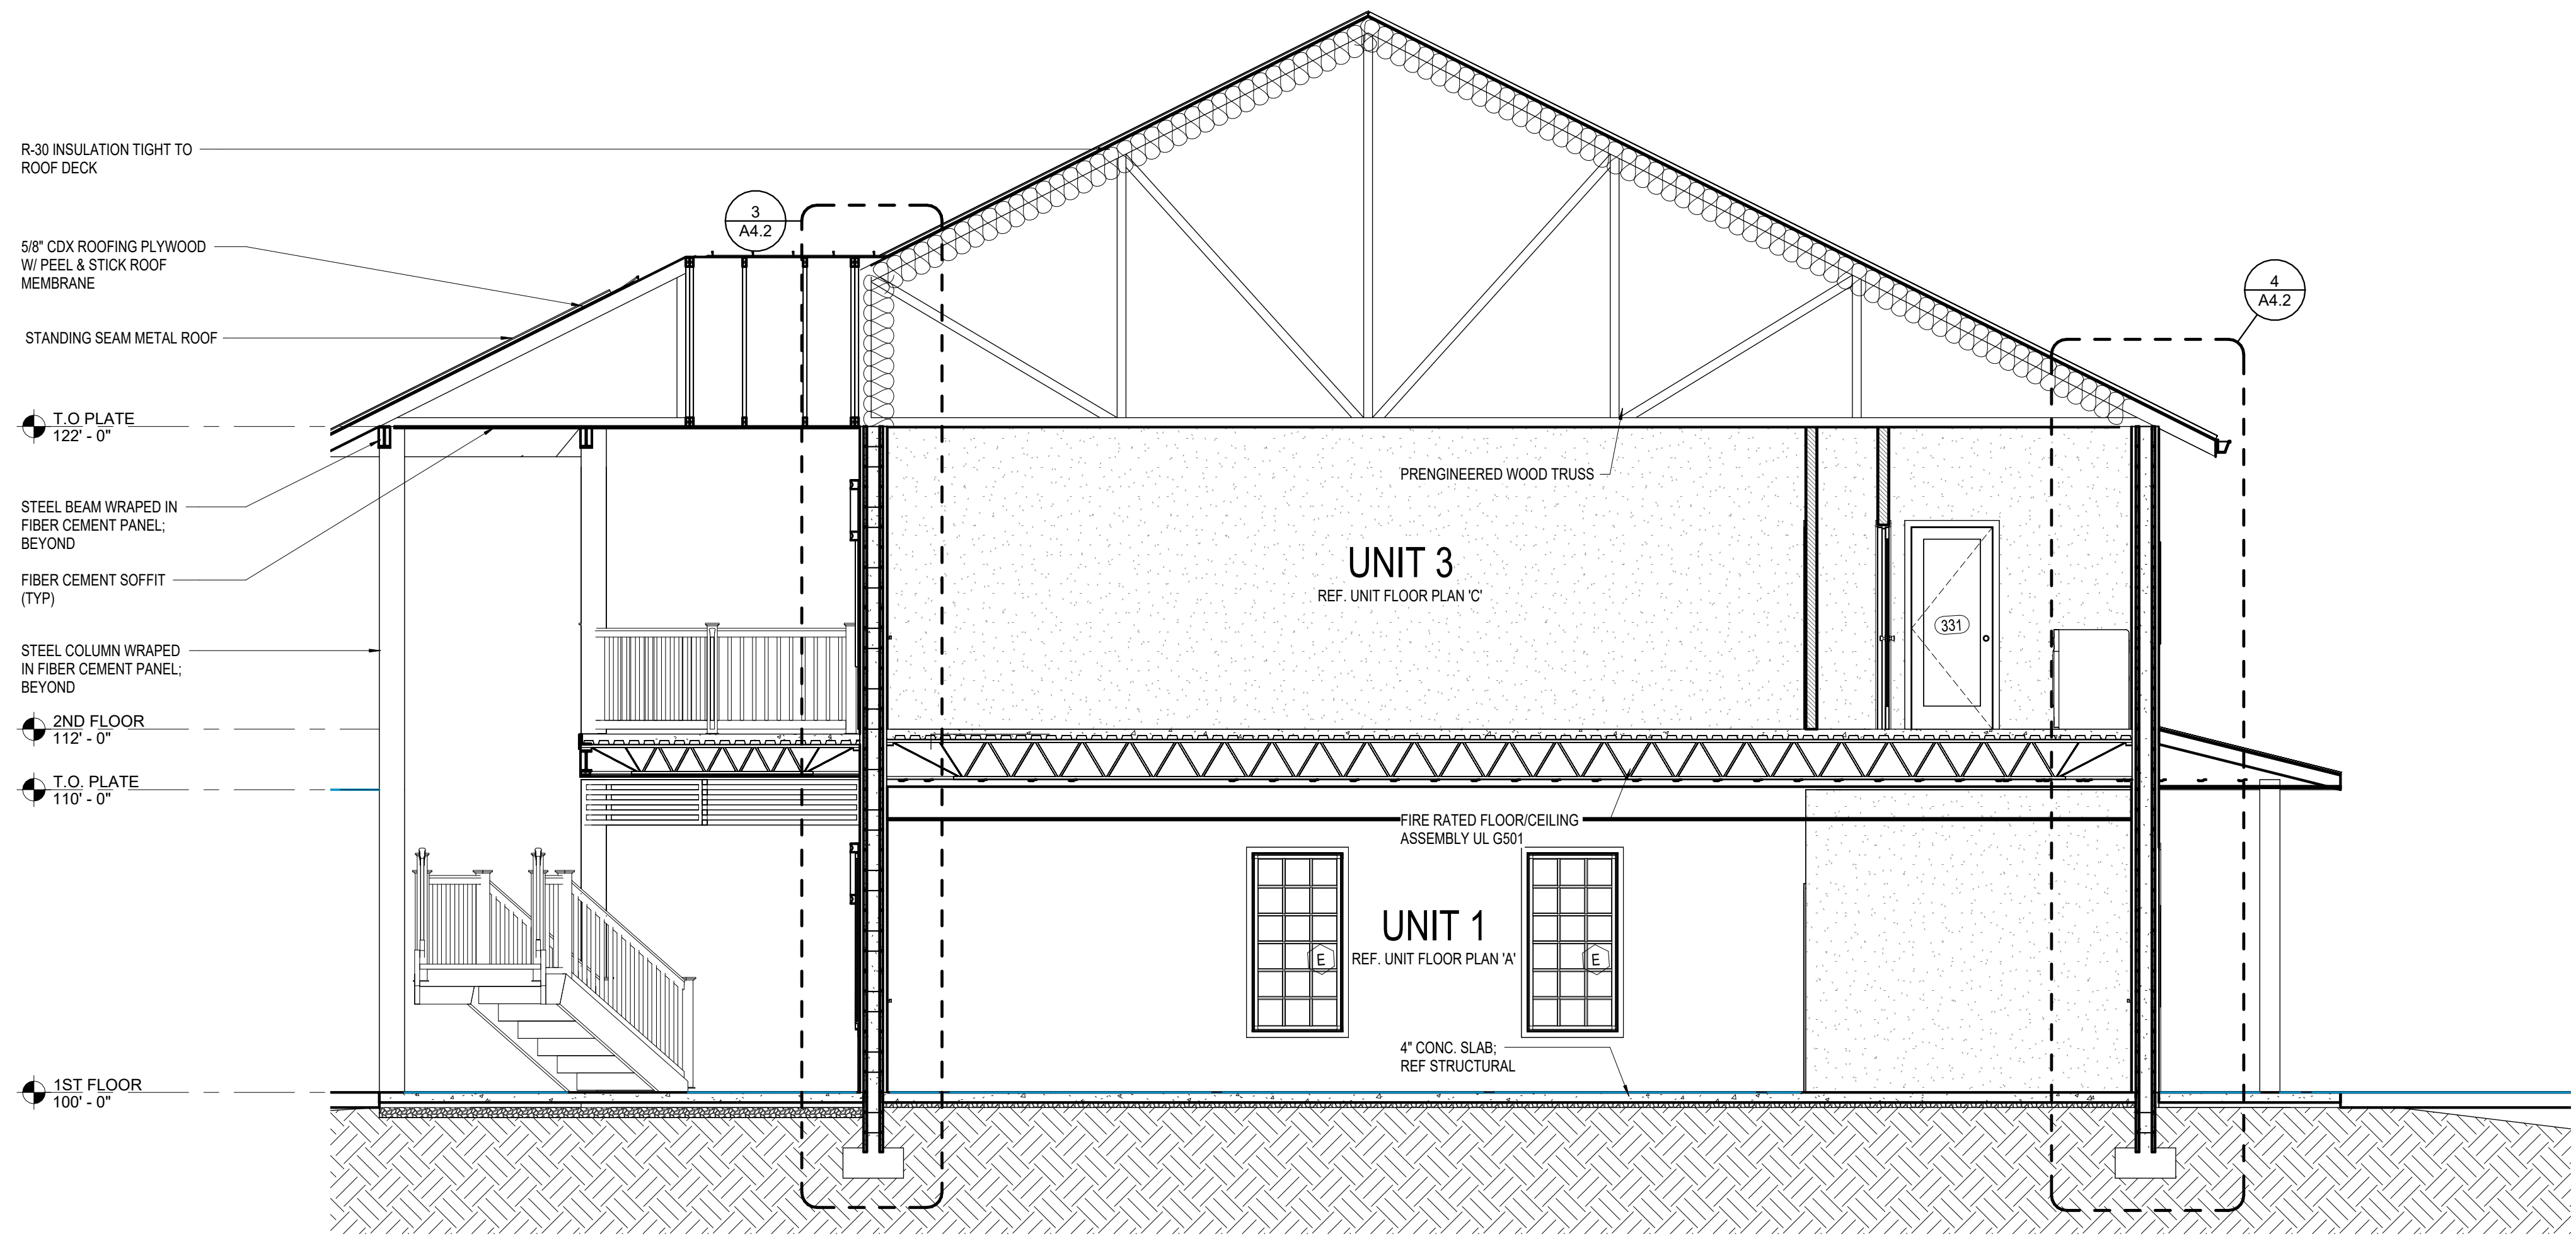 R-30 INSULATION TIGHT TO
ROOF DECK
3
A4.2
5/8" CDX ROOFING PLYWOOD
W/ PEEL & STICK ROOF
MEMBRANE
4
A4.2
STANDING SEAM METAL ROOF
T.O PLATE
122' - 0"
PRENGINEERED WOOD TRUSS
STEEL BEAM WRAPED IN
FIBER CEMENT PANEL;
BEYOND
UNIT 3
REF. UNIT FLOOR PLAN 'C'
FIBER CEMENT SOFFIT
(TYP)
331
STEEL COLUMN WRAPED
IN FIBER CEMENT PANEL;
BEYOND
2ND FLOOR
112' - 0"
T.O. PLATE
110' - 0"
FIRE RATED FLOOR/CEILING
ASSEMBLY UL G501
UNIT 1
REF. UNIT FLOOR PLAN 'A'
E
E
4" CONC. SLAB;
REF STRUCTURAL
1ST FLOOR
100' - 0"